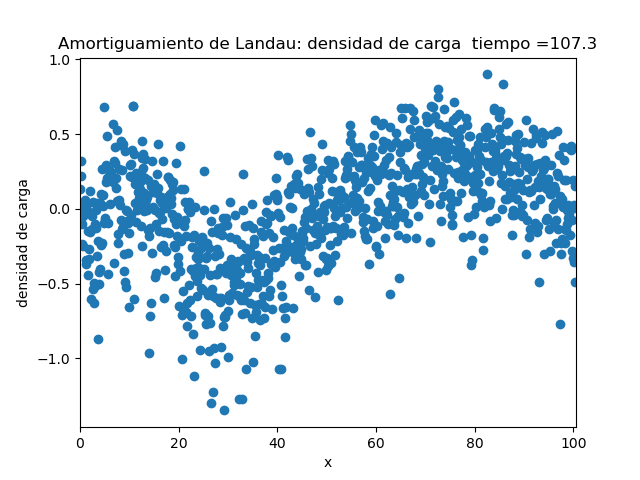 Amortiguamiento de Landau: densidad de carga  tiempo =107.3
1.0
0.5
0.0
−0.5
−1.0
densidad de carga
0 20 40 60 80 100
x